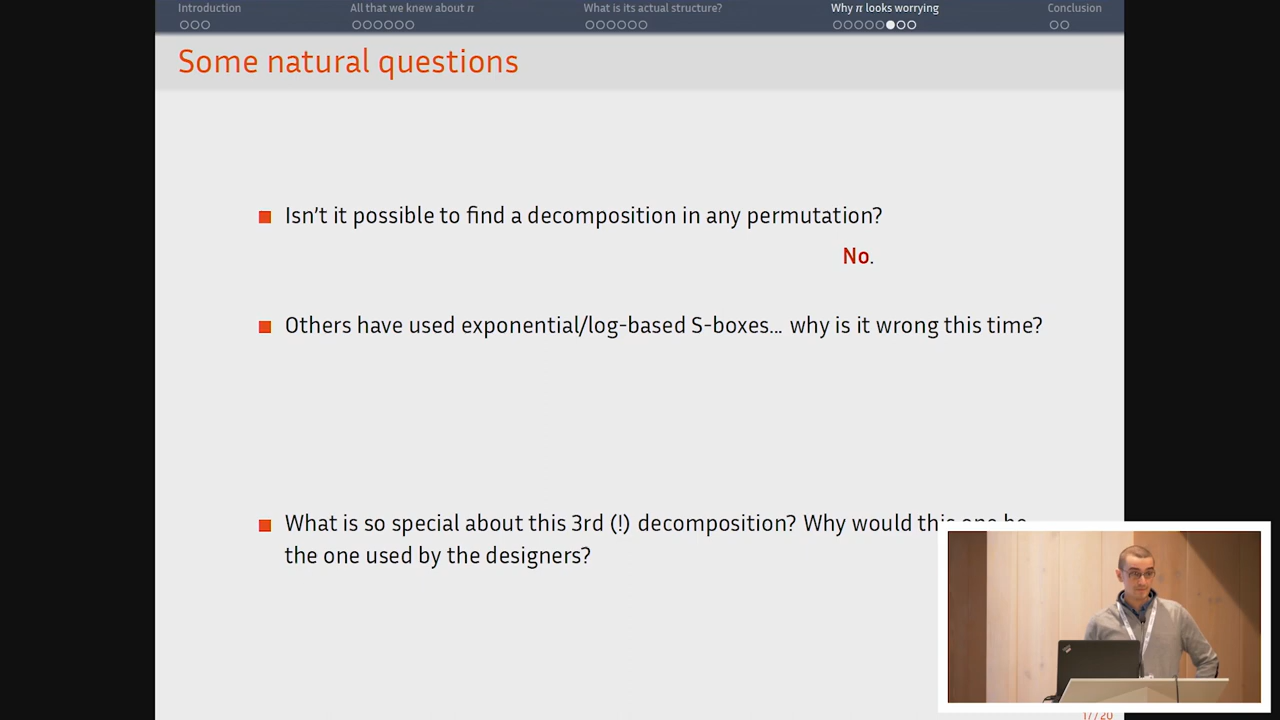 Introduction
All that we knew about π
What is its actual structure?
Why π looks worrying
Conclusion
Some natural questions
Isn't it possible to find a decomposition in any permutation?
No.
Others have used exponential/log-based S-boxes... why is it wrong this time?
What is so special about this 3rd (!) decomposition? Why would this one be
the one used by the designers?
17/20